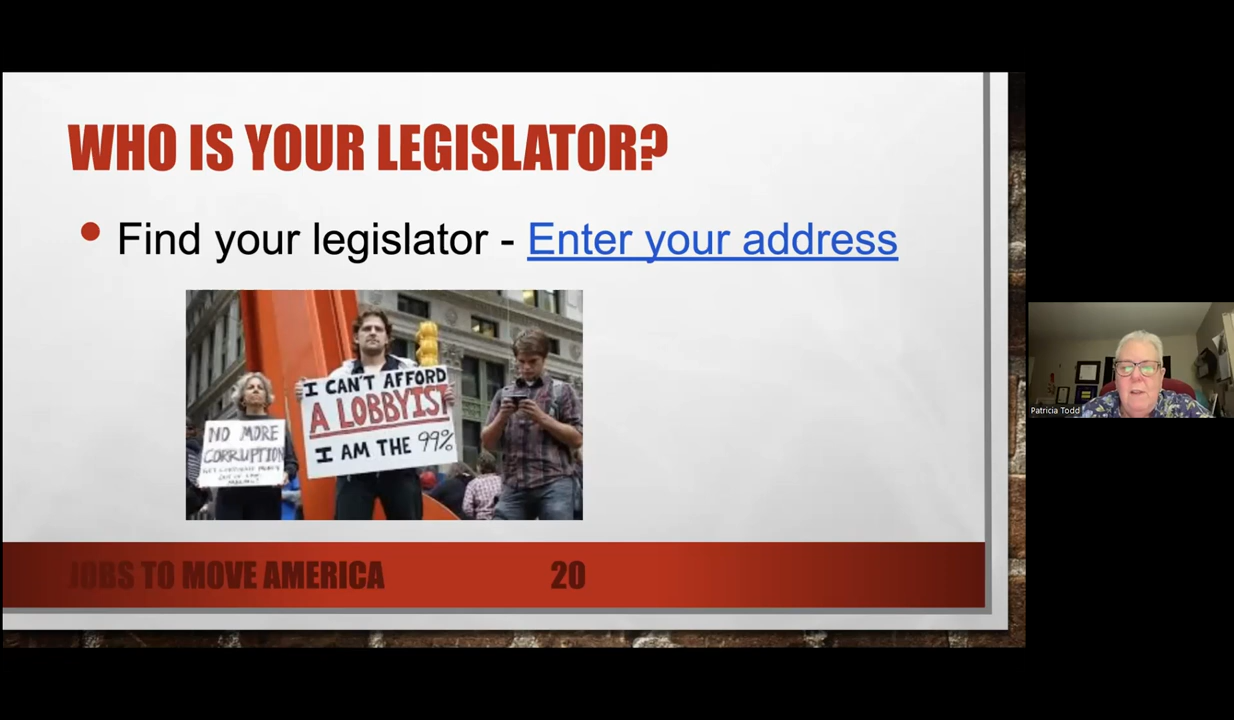 WHO IS YOUR LEGISLATOR?
Find your legislator - Enter your address
I CAN'T AFFORD
A LOBBYIST
I AM THE 99%
NO MORE
CORRUPTION
JOBS TO MOVE AMERICA
20
Patricia Todd